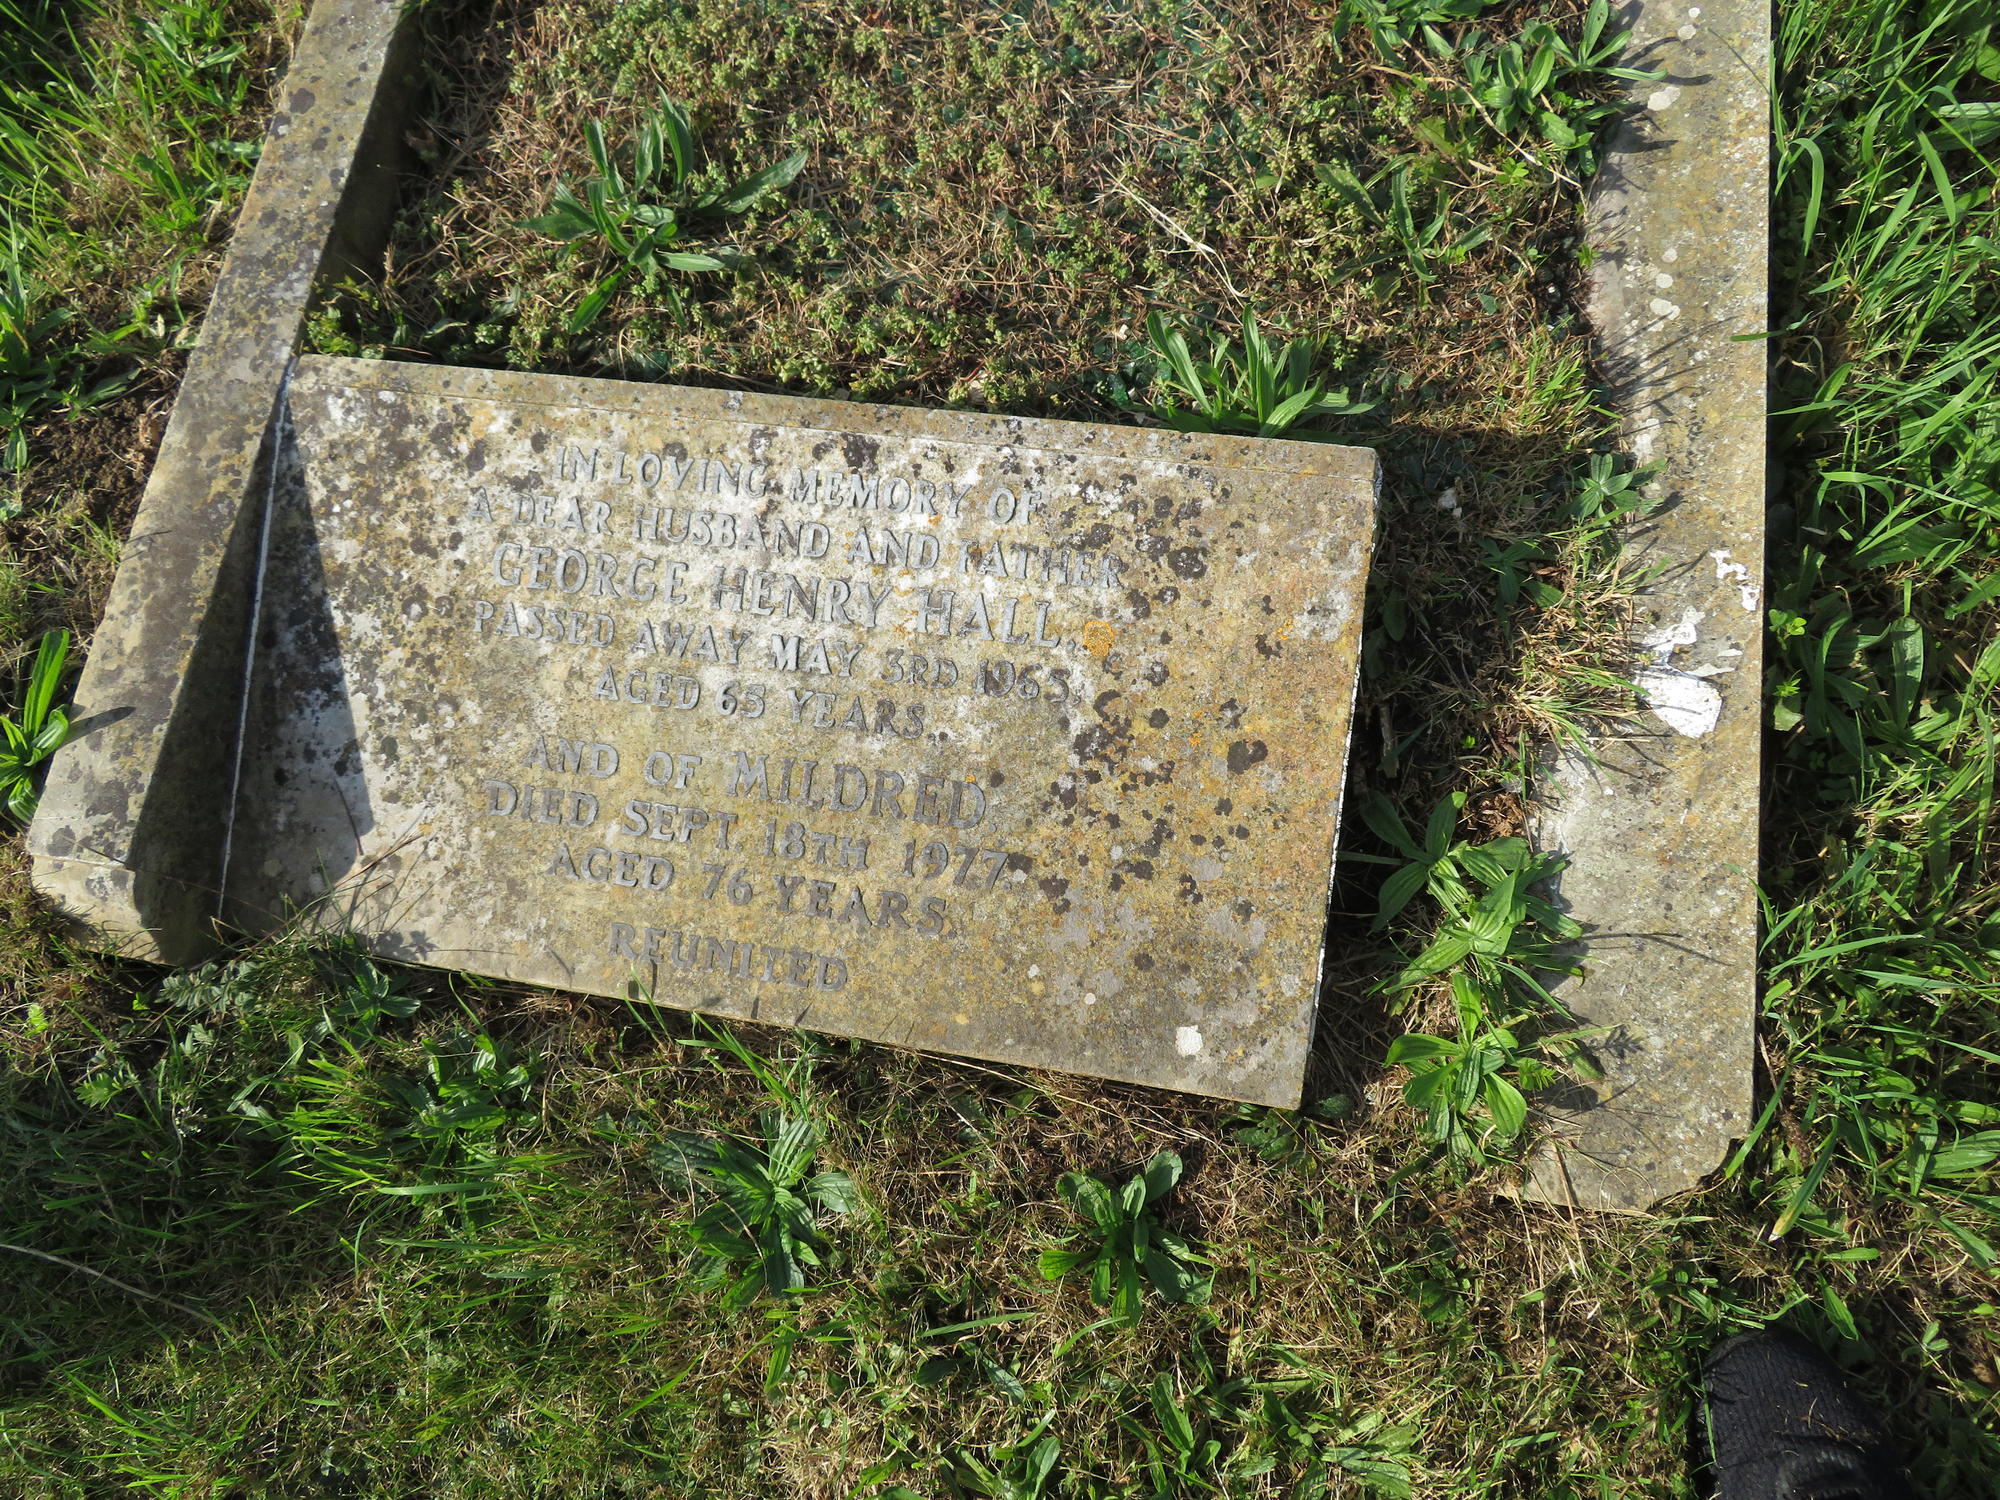 IN LOVING MEMORY OF
A DEAR HUSBAND AND FATHER
GEORGE HENRY HALL,
PASSED AWAY MAY 3RD 1965,
AGED 65 YEARS.
AND OF MILDRED,
DIED SEPT. 18TH 1977.
AGED 76 YEARS.
REUNITED